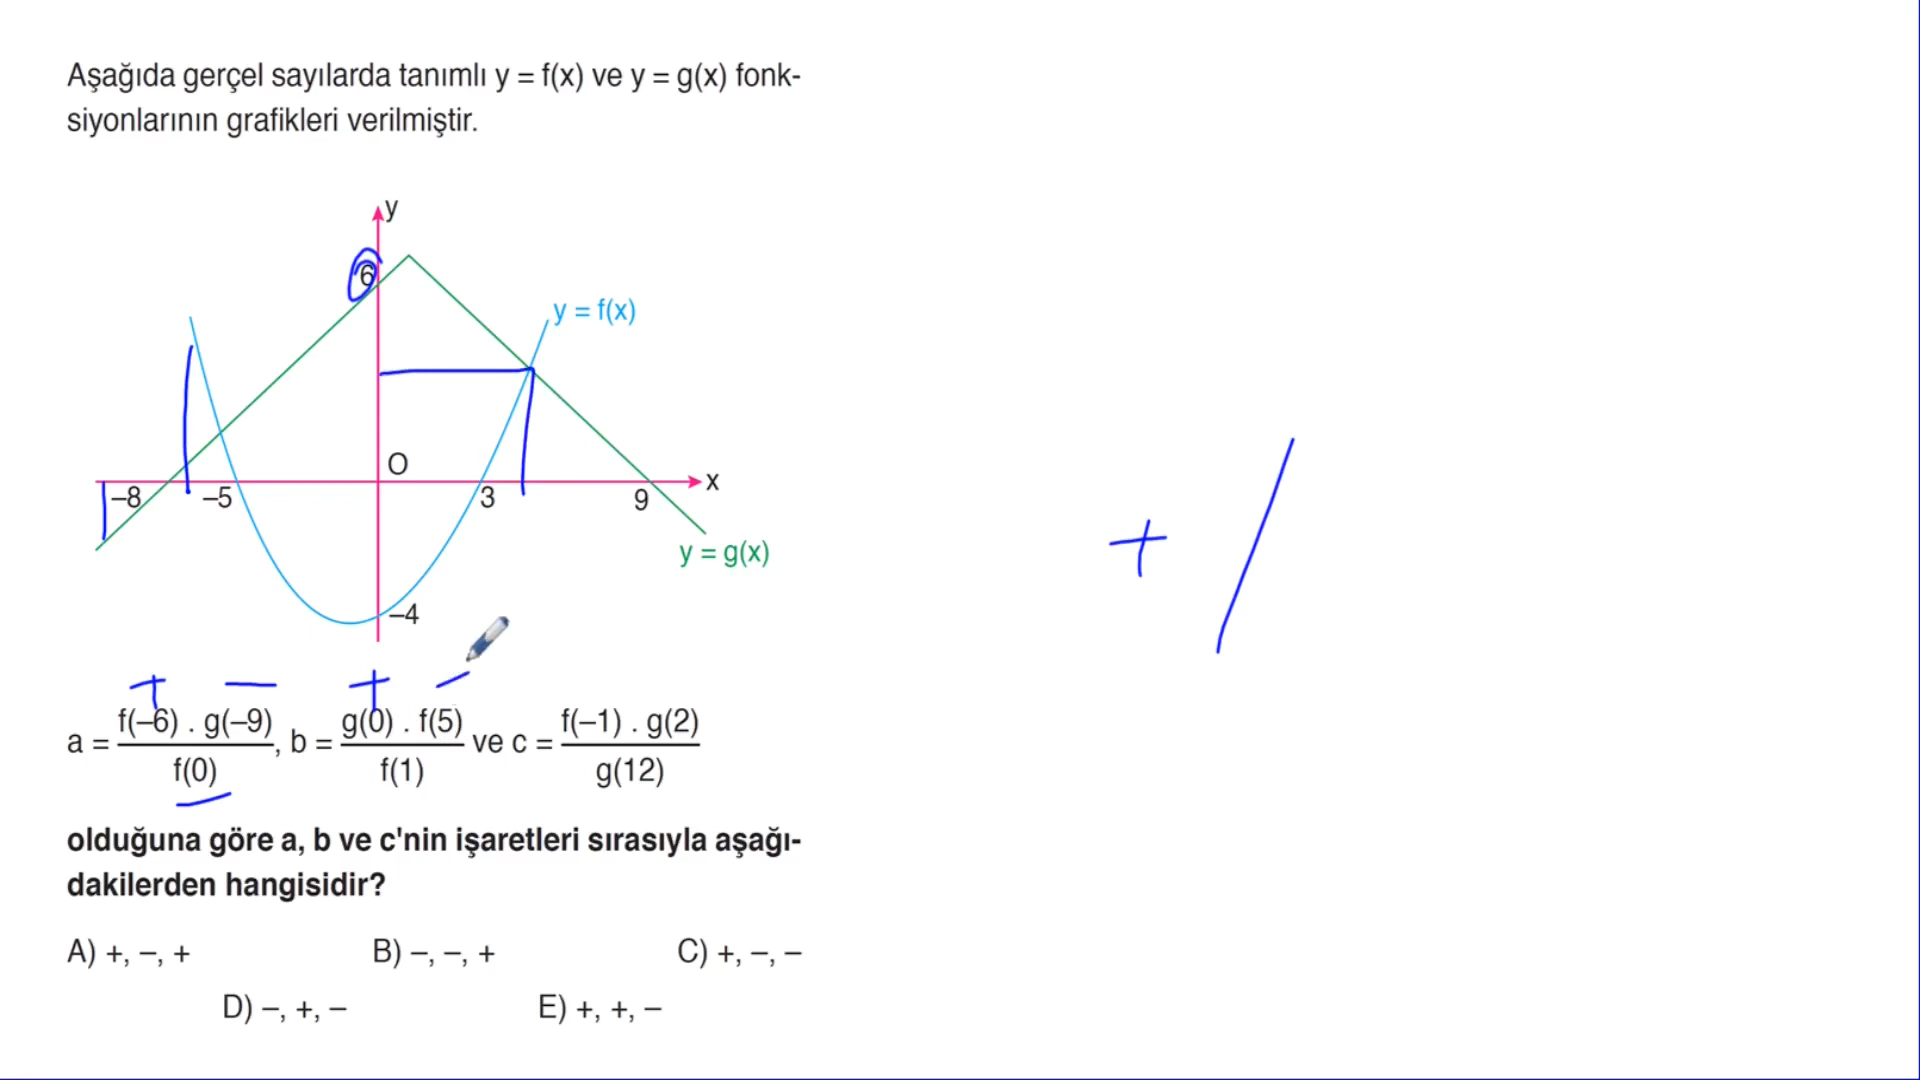 Aşağıda gerçel sayılarda tanımlı y = f(x) ve y = g(x) fonk-
siyonlarının grafikleri verilmiştir.
y
6
y = f(x)
O
x
–8
–5
3
9
y = g(x)
–4
+ /
+ – + –
a = f(–6) . g(–9) / f(0), b = g(0) . f(5) / f(1) ve c = f(–1) . g(2) / g(12)
olduğuna göre a, b ve c'nin işaretleri sırasıyla aşağı-
dakilerden hangisidir?
A) +, –, + B) –, –, + C) +, –, –
D) –, +, – E) +, +, –